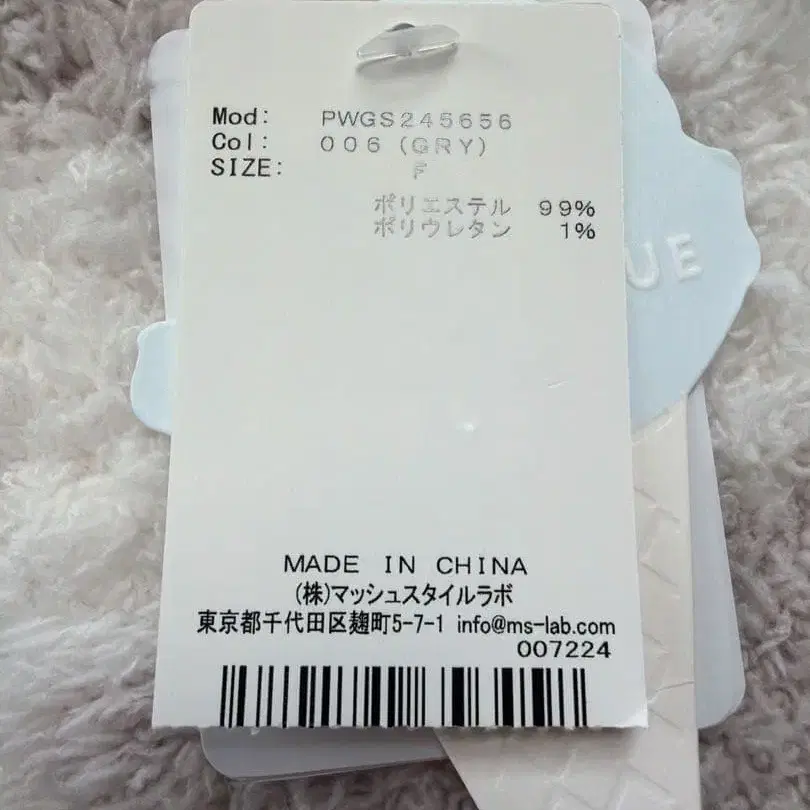 Mod: PWGS245656
Col: 006 (GRY)
SIZE: F
ポリエステル 99%
ポリウレタン 1%
UE
MADE IN CHINA
(株)マッシュスタイルラボ
東京都千代田区麹町5-7-1 info@ms-lab.com
007224